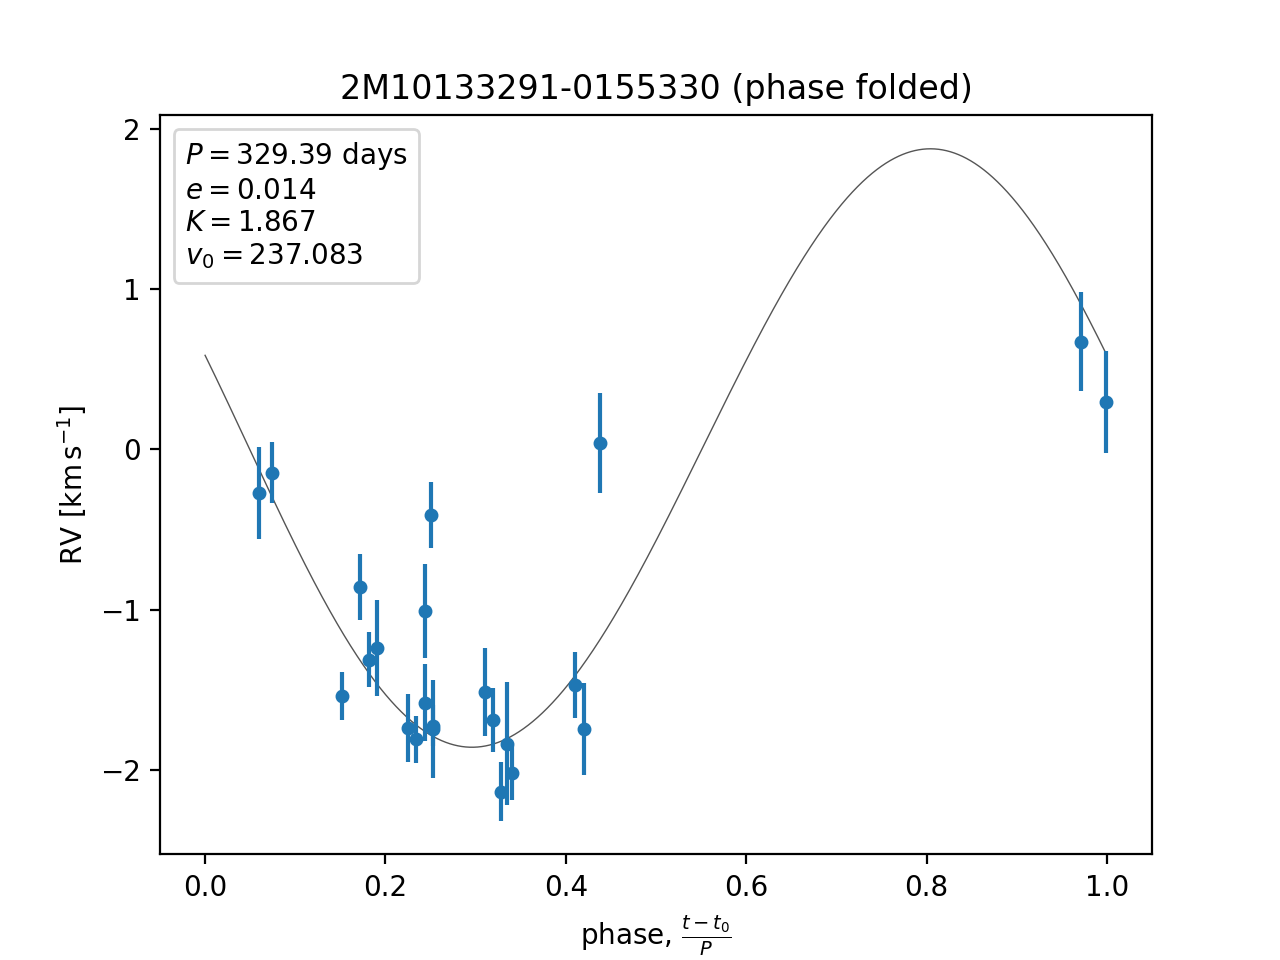 2M10133291-0155330 (phase folded)
P = 329.39 days
e = 0.014
K = 1.867
v₀ = 237.083
RV [km s⁻¹]
2
1
0
−1
−2
0.0 0.2 0.4 0.6 0.8 1.0
phase, (t − t₀)/P